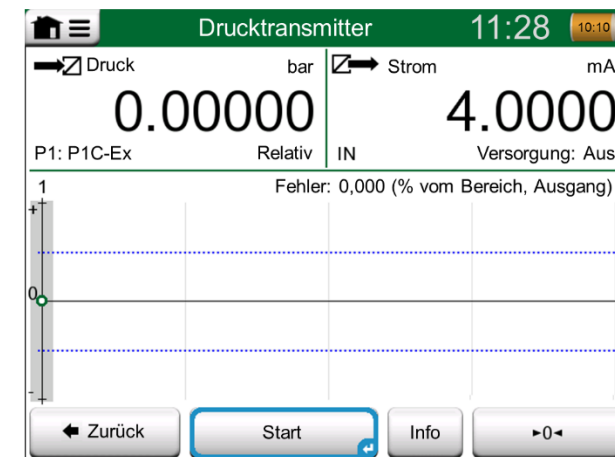 Drucktransmitter 11:28 10:10
Druck bar Strom mA
0.00000 4.0000
P1: P1C-Ex Relativ IN Versorgung: Aus
1 Fehler: 0,000 (% vom Bereich, Ausgang)
+
0
-
Zurück Start Info ►0◄